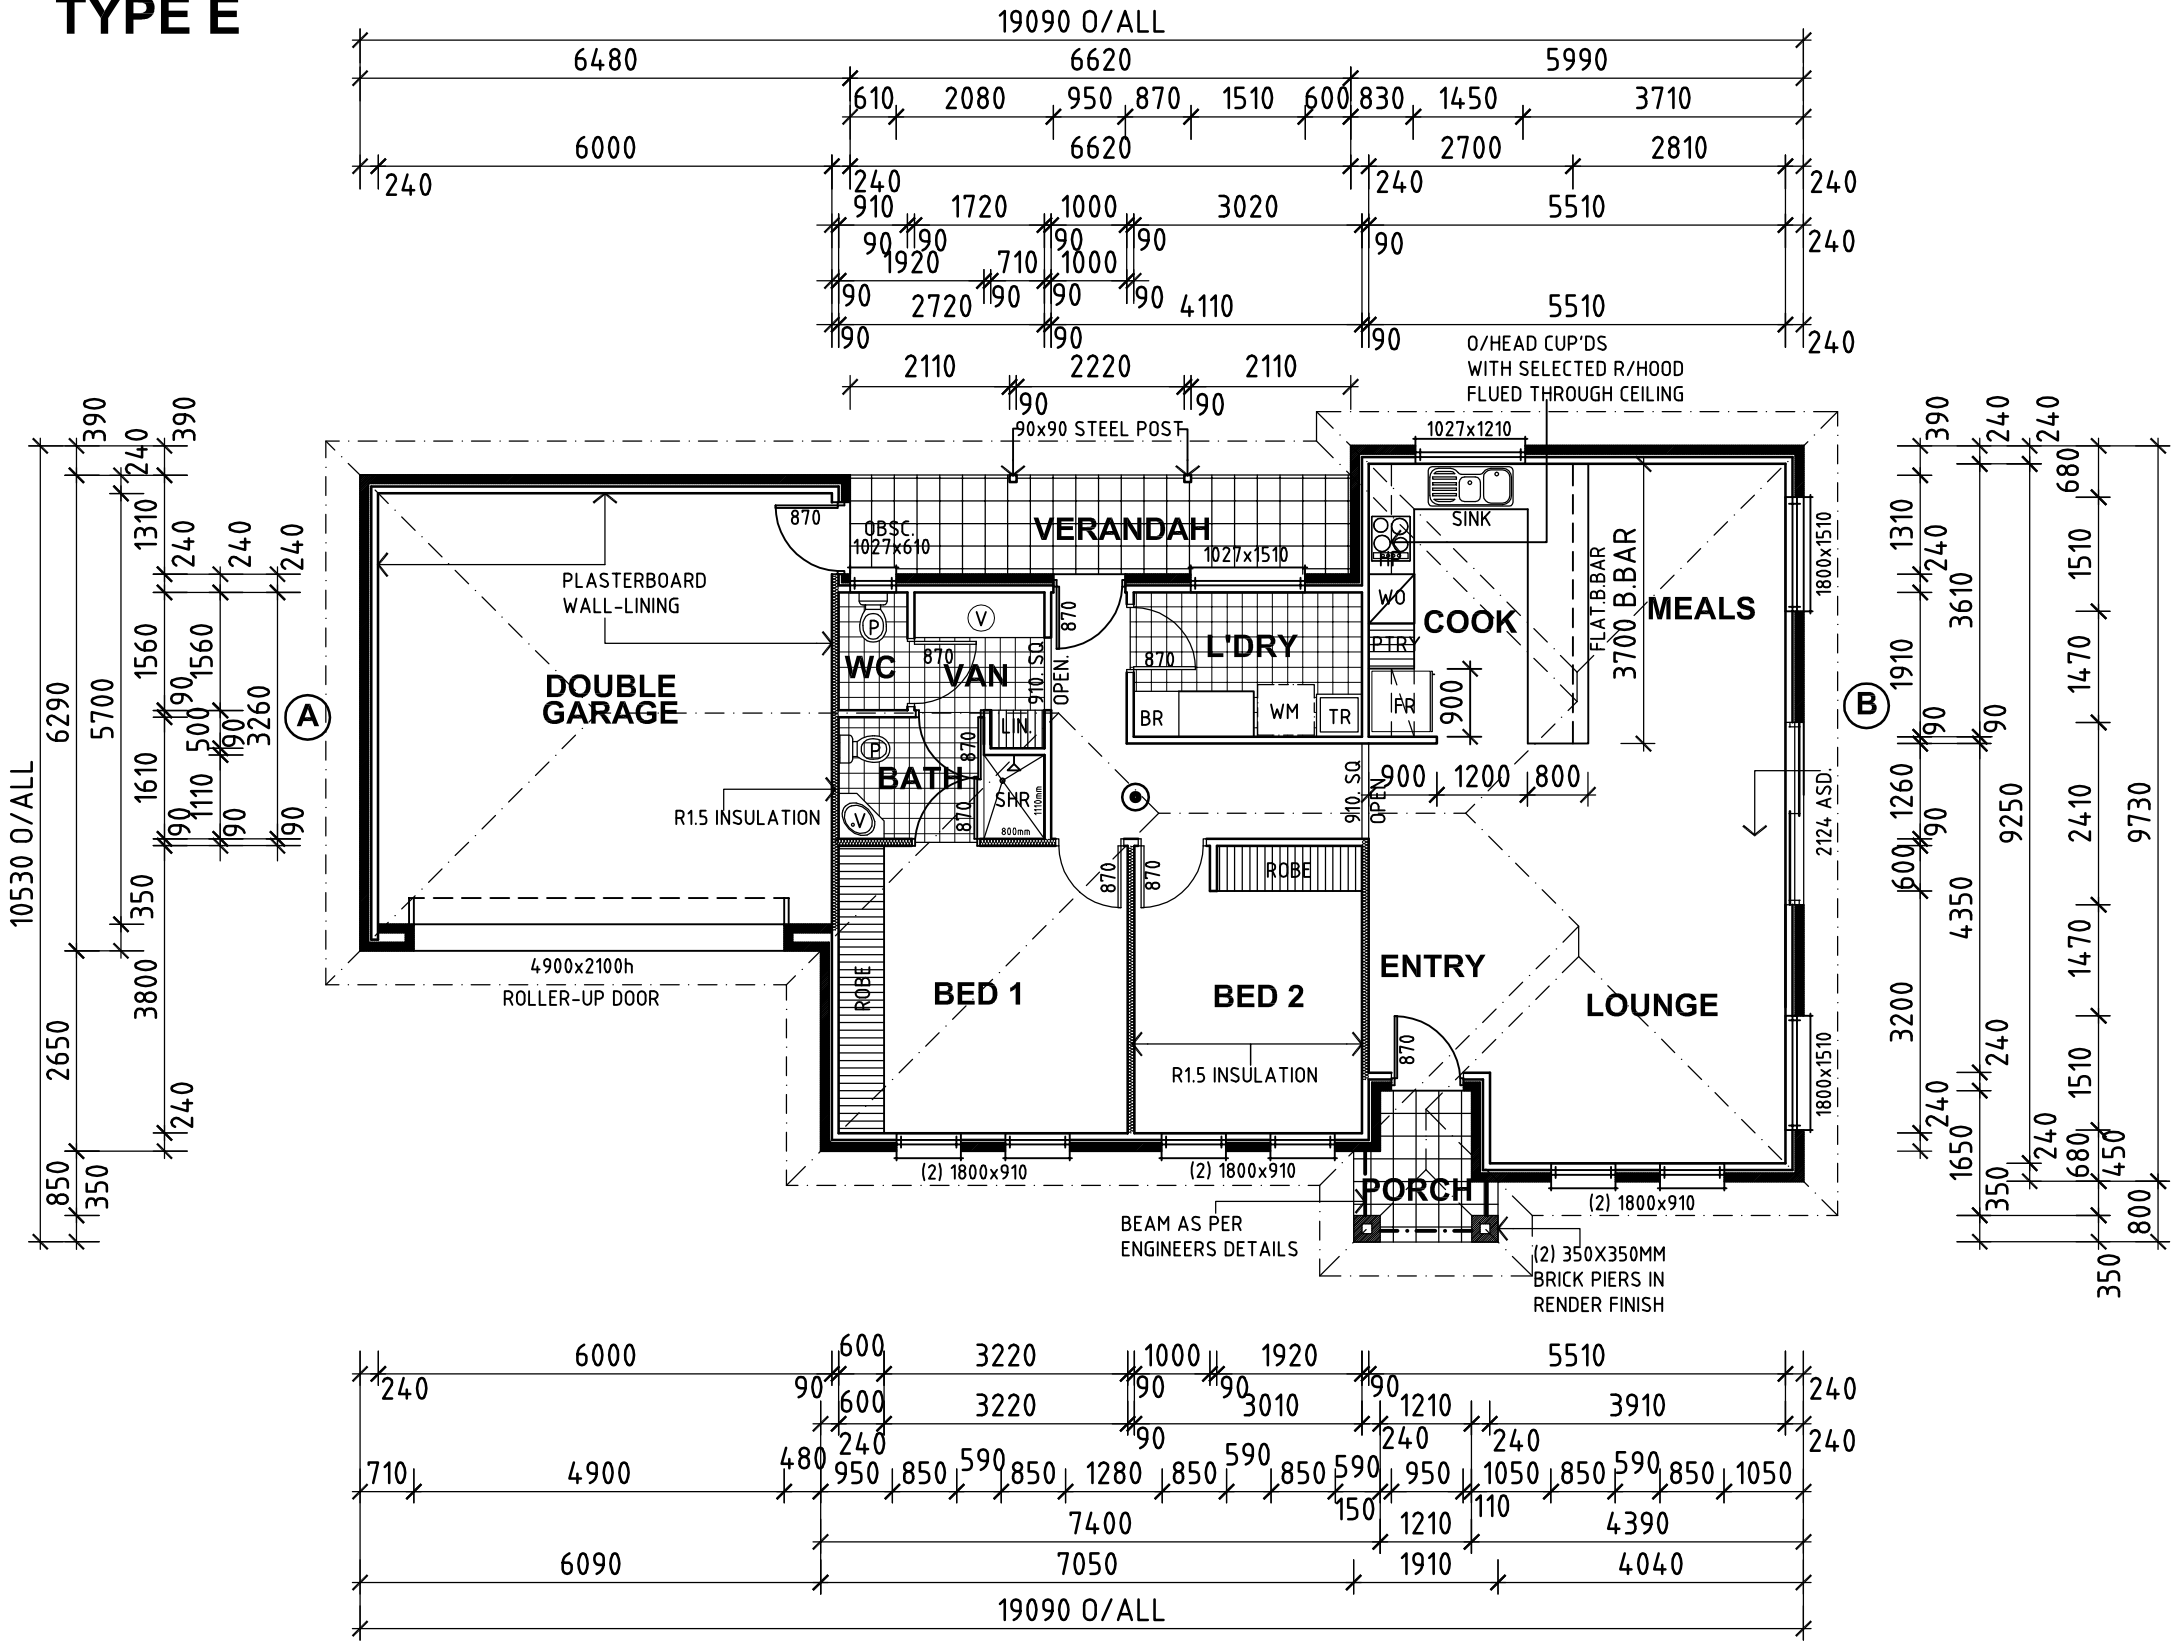 TYPE E
19090 O/ALL
6480 6620 5990
610 2080 950 870 1510 600 830 1450 3710
6000 6620 2700 2810
240 240 240 240
910 1720 1000 3020 5510
90 90 90 90 90 240
1920 710 1000
90 90 90 90
2720 4110 5510
90 90 90 240
O/HEAD CUP'DS
WITH SELECTED R/HOOD
FLUED THROUGH CEILING
2110 2220 2110
90 90
90x90 STEEL POST
1027x1210
10530 O/ALL
390 6290 2650 850
240 5700 350 350
390 1310 240 1560 90 1610 90 3800 240
240 1560 500 90 1110 90
240 3260 90
A
870
OBSC.
1027x610
VERANDAH
1027x1510
SINK
HP
PLASTERBOARD
WALL-LINING
DOUBLE
GARAGE
R1.5 INSULATION
4900x2100h
ROLLER-UP DOOR
P
WC
V
870
VAN
910. SQ
OPEN.
870
870
L'DRY
BR
WM
TR
WO
PTRY
FR
COOK
900
FLAT.B.BAR
3700 B.BAR
MEALS
1800x1510
P
BATH
870
LIN.
V
870
SHR
1110mm
800mm
910. SQ
OPEN
900 1200 800
2124 ASD.
B
870
870
ROBE
ROBE
BED 1
BED 2
R1.5 INSULATION
ENTRY
LOUNGE
870
1800x1510
(2) 1800x910
(2) 1800x910
(2) 1800x910
PORCH
BEAM AS PER
ENGINEERS DETAILS
(2) 350X350MM
BRICK PIERS IN
RENDER FINISH
390 1310 240 1910 90 1260 90 600 3200 240
240 3610 90 4350 240 1650 350
240 9250 240
680 1510 1470 2410 1470 1510 680 450 350
9730 800
6000 600 3220 1000 1920 5510
240 90 90 90 90 240
600 3220 3010 1210 3910
240 90 240 240 240
710 4900 480 950 850 590 850 1280 850 590 850 590 950 1050 850 590 850 1050
150 110
7400 1210 4390
6090 7050 1910 4040
19090 O/ALL